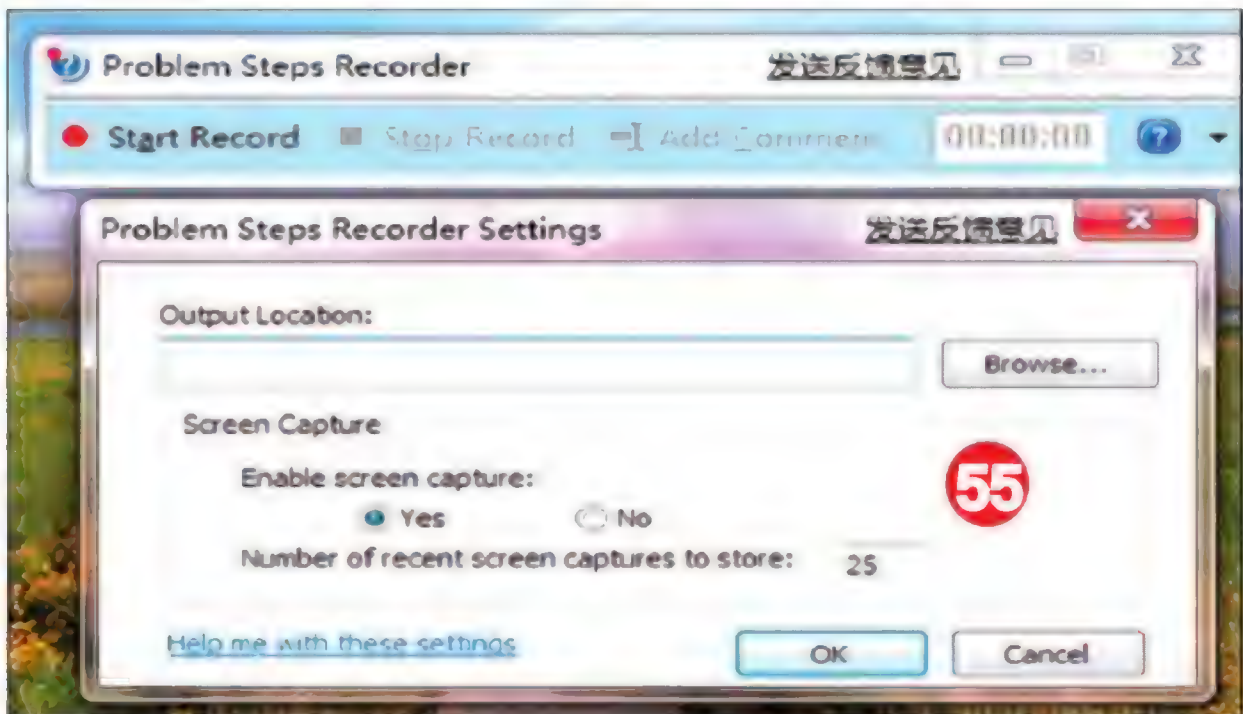 Problem Steps Recorder 发送反馈意见
Start Record Stop Record Add Comment 00:00:00 ?
Problem Steps Recorder Settings 发送反馈意见
Output Location:
Browse...
Screen Capture
Enable screen capture:
55
Yes No
Number of recent screen captures to store: 25
Help me with these settings
OK Cancel